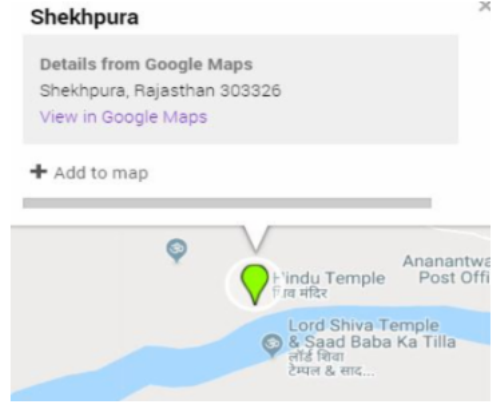 Shekhpura
Details from Google Maps
Shekhpura, Rajasthan 303326
View in Google Maps
Add to map
Ananantwa
Post Offi
Hindu Temple
शिव मंदिर
Lord Shiva Temple
& Saad Baba Ka Tilla
लॉर्ड शिवा
टेम्पल & साद...